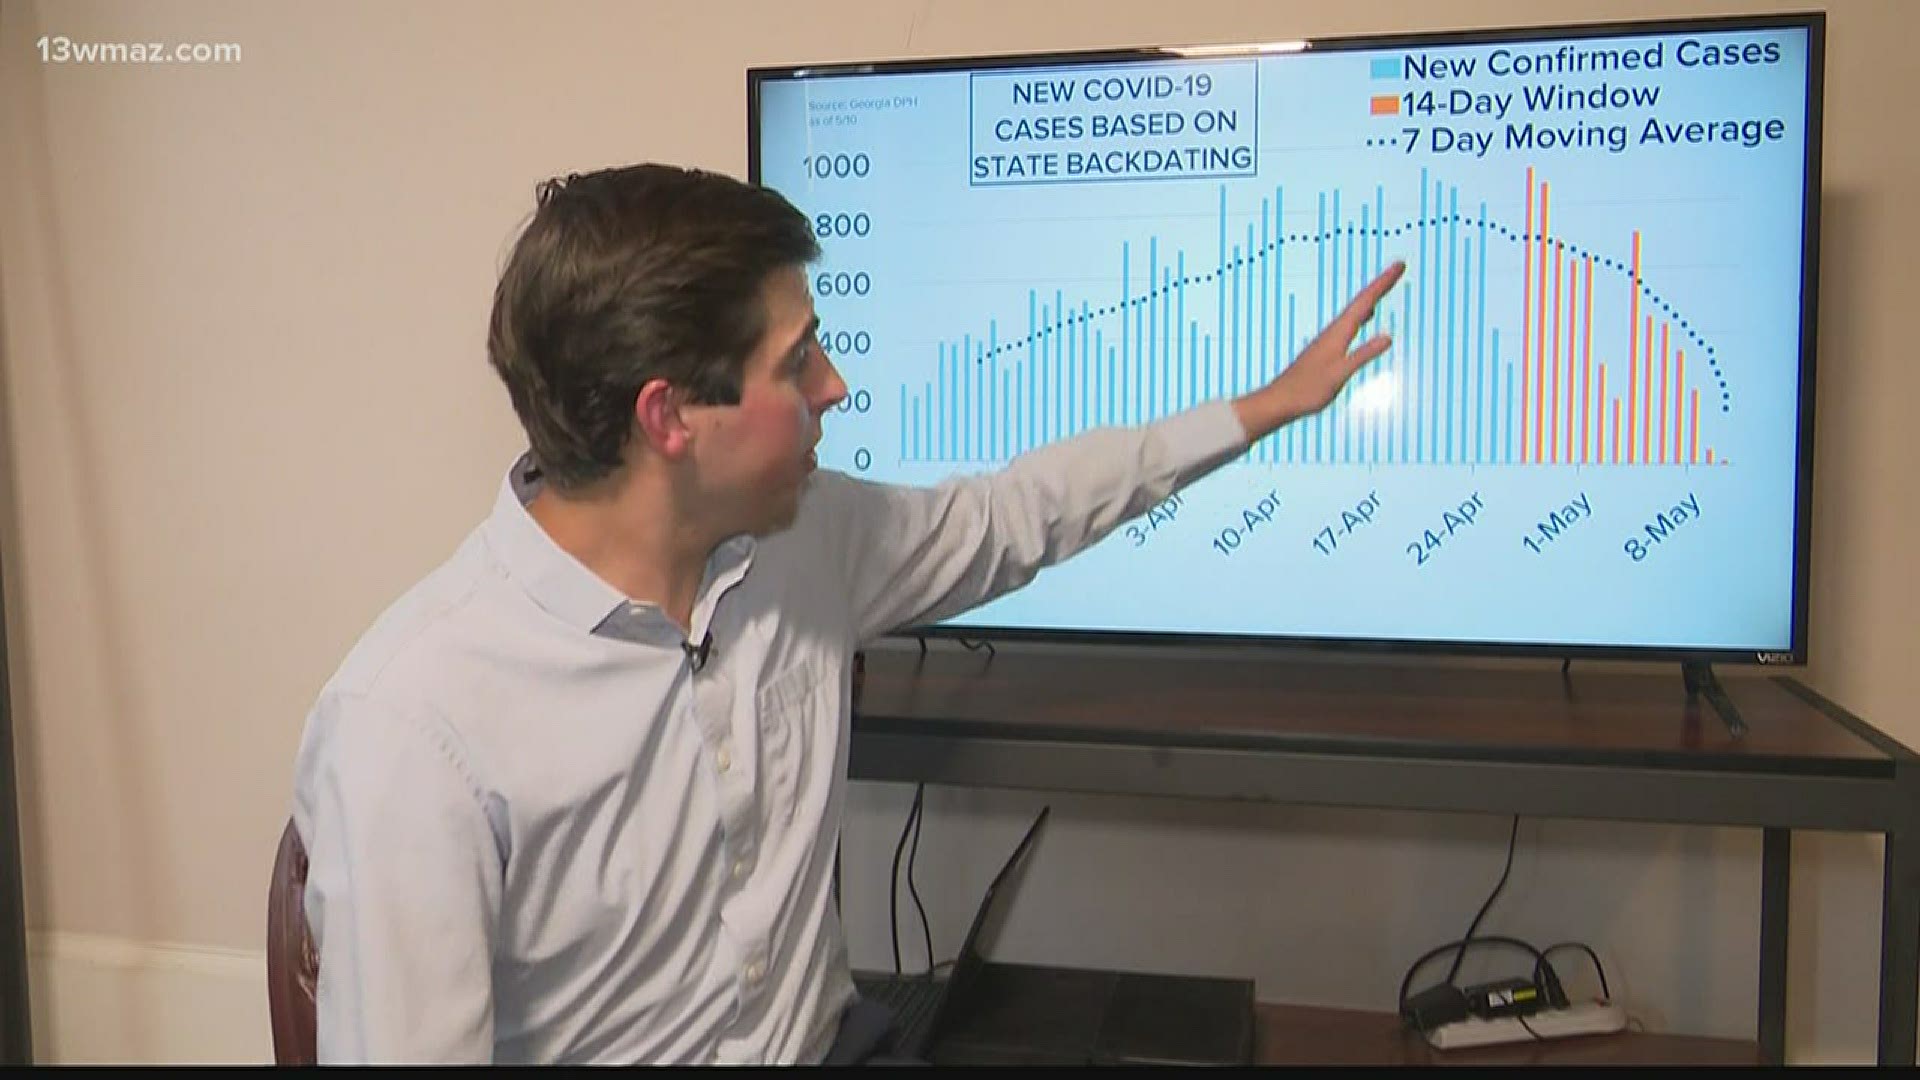 13wmaz.com
Source: Georgia DPH
as of 5/10
NEW COVID-19
CASES BASED ON
STATE BACKDATING
New Confirmed Cases
14-Day Window
7 Day Moving Average
1000
800
600
400
00
0
3-Apr
10-Apr
17-Apr
24-Apr
1-May
8-May
VIZIO